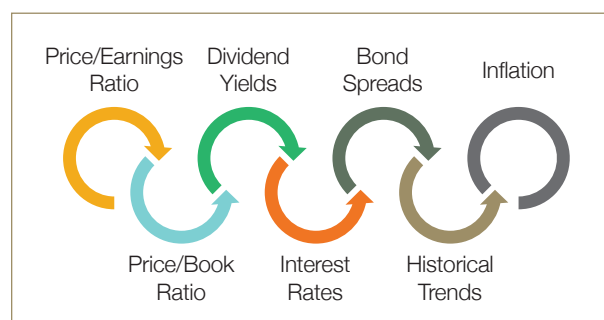 Price/Earnings
Ratio
Dividend
Yields
Bond
Spreads
Inflation
Price/Book
Ratio
Interest
Rates
Historical
Trends